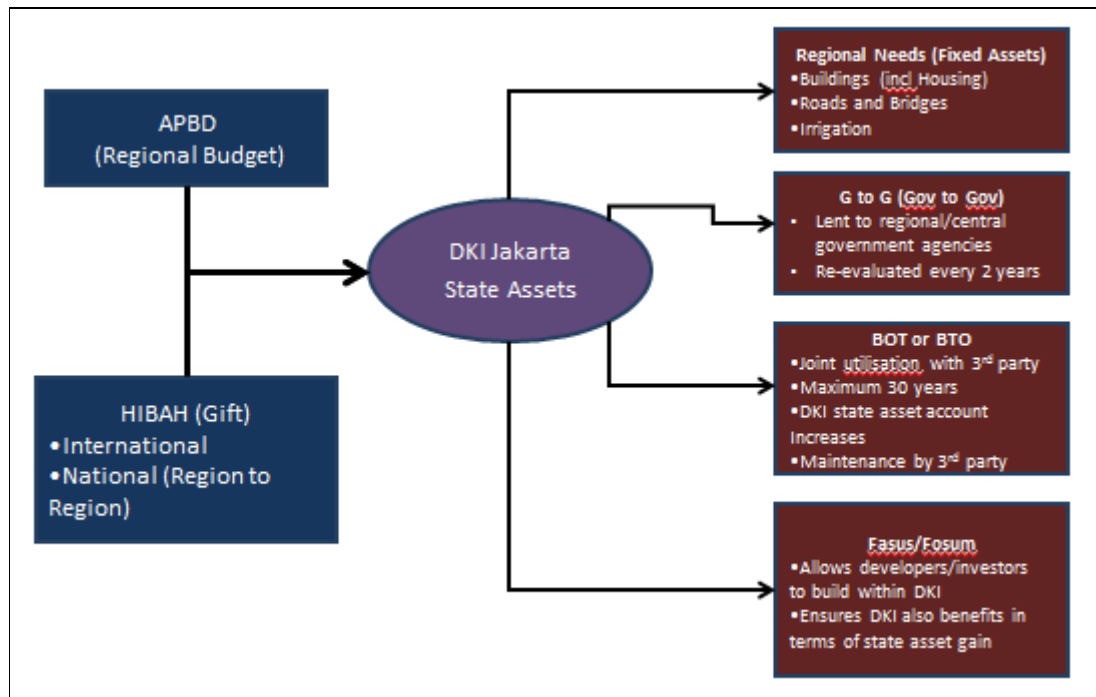 APBD
(Regional Budget)
HIBAH (Gift)
•International
•National (Region to
Region)
DKI Jakarta
State Assets
Regional Needs (Fixed Assets)
•Buildings (incl Housing)
•Roads and Bridges
•Irrigation
G to G (Gov to Gov)
• Lent to regional/central
government agencies
• Re-evaluated every 2 years
BOT or BTO
•Joint utilisation with 3rd party
•Maximum 30 years
•DKI state asset account
Increases
•Maintenance by 3rd party
Fasus/Fosum
•Allows developers/investors
to build within DKI
•Ensures DKI also benefits in
terms of state asset gain